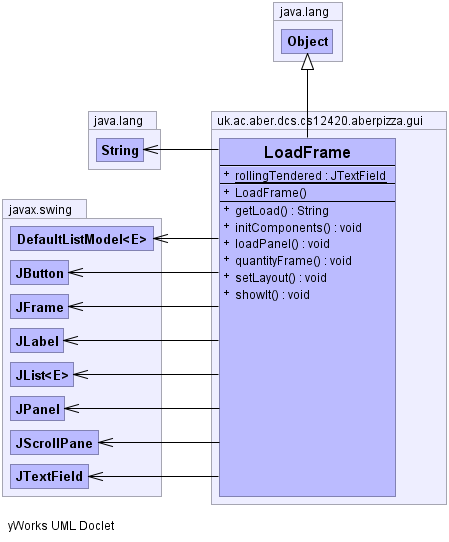 java.lang
Object
java.lang
String
uk.ac.aber.dcs.cs12420.aberpizza.gui
LoadFrame
+ rollingTendered : JTextField
+ LoadFrame()
+ getLoad() : String
+ initComponents() : void
+ loadPanel() : void
+ quantityFrame() : void
+ setLayout() : void
+ showIt() : void
javax.swing
DefaultListModel<E>
JButton
JFrame
JLabel
JList<E>
JPanel
JScrollPane
JTextField
yWorks UML Doclet